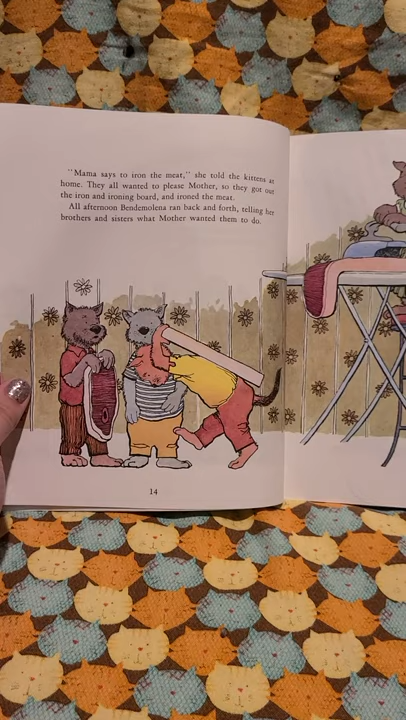 "Mama says to iron the meat," she told the kittens at
home. They all wanted to please Mother, so they got out
the iron and ironing board, and ironed the meat.
All afternoon Bendemolena ran back and forth, telling her
brothers and sisters what Mother wanted them to do.
14